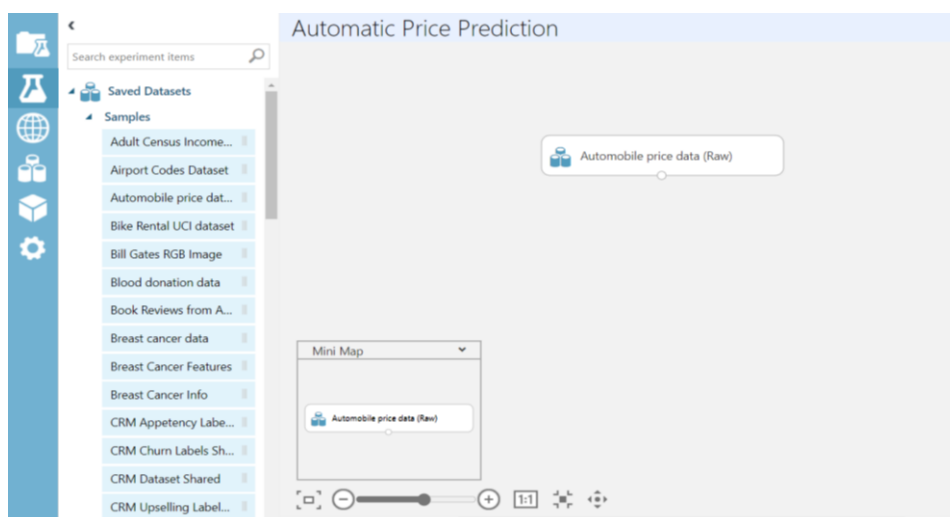 Automatic Price Prediction
Search experiment items
Saved Datasets
Samples
Adult Census Income...
Airport Codes Dataset
Automobile price dat...
Bike Rental UCI dataset
Bill Gates RGB Image
Blood donation data
Book Reviews from A...
Breast cancer data
Breast Cancer Features
Breast Cancer Info
CRM Appetency Labe...
CRM Churn Labels Sh...
CRM Dataset Shared
CRM Upselling Label...
Automobile price data (Raw)
Mini Map
Automobile price data (Raw)
1:1